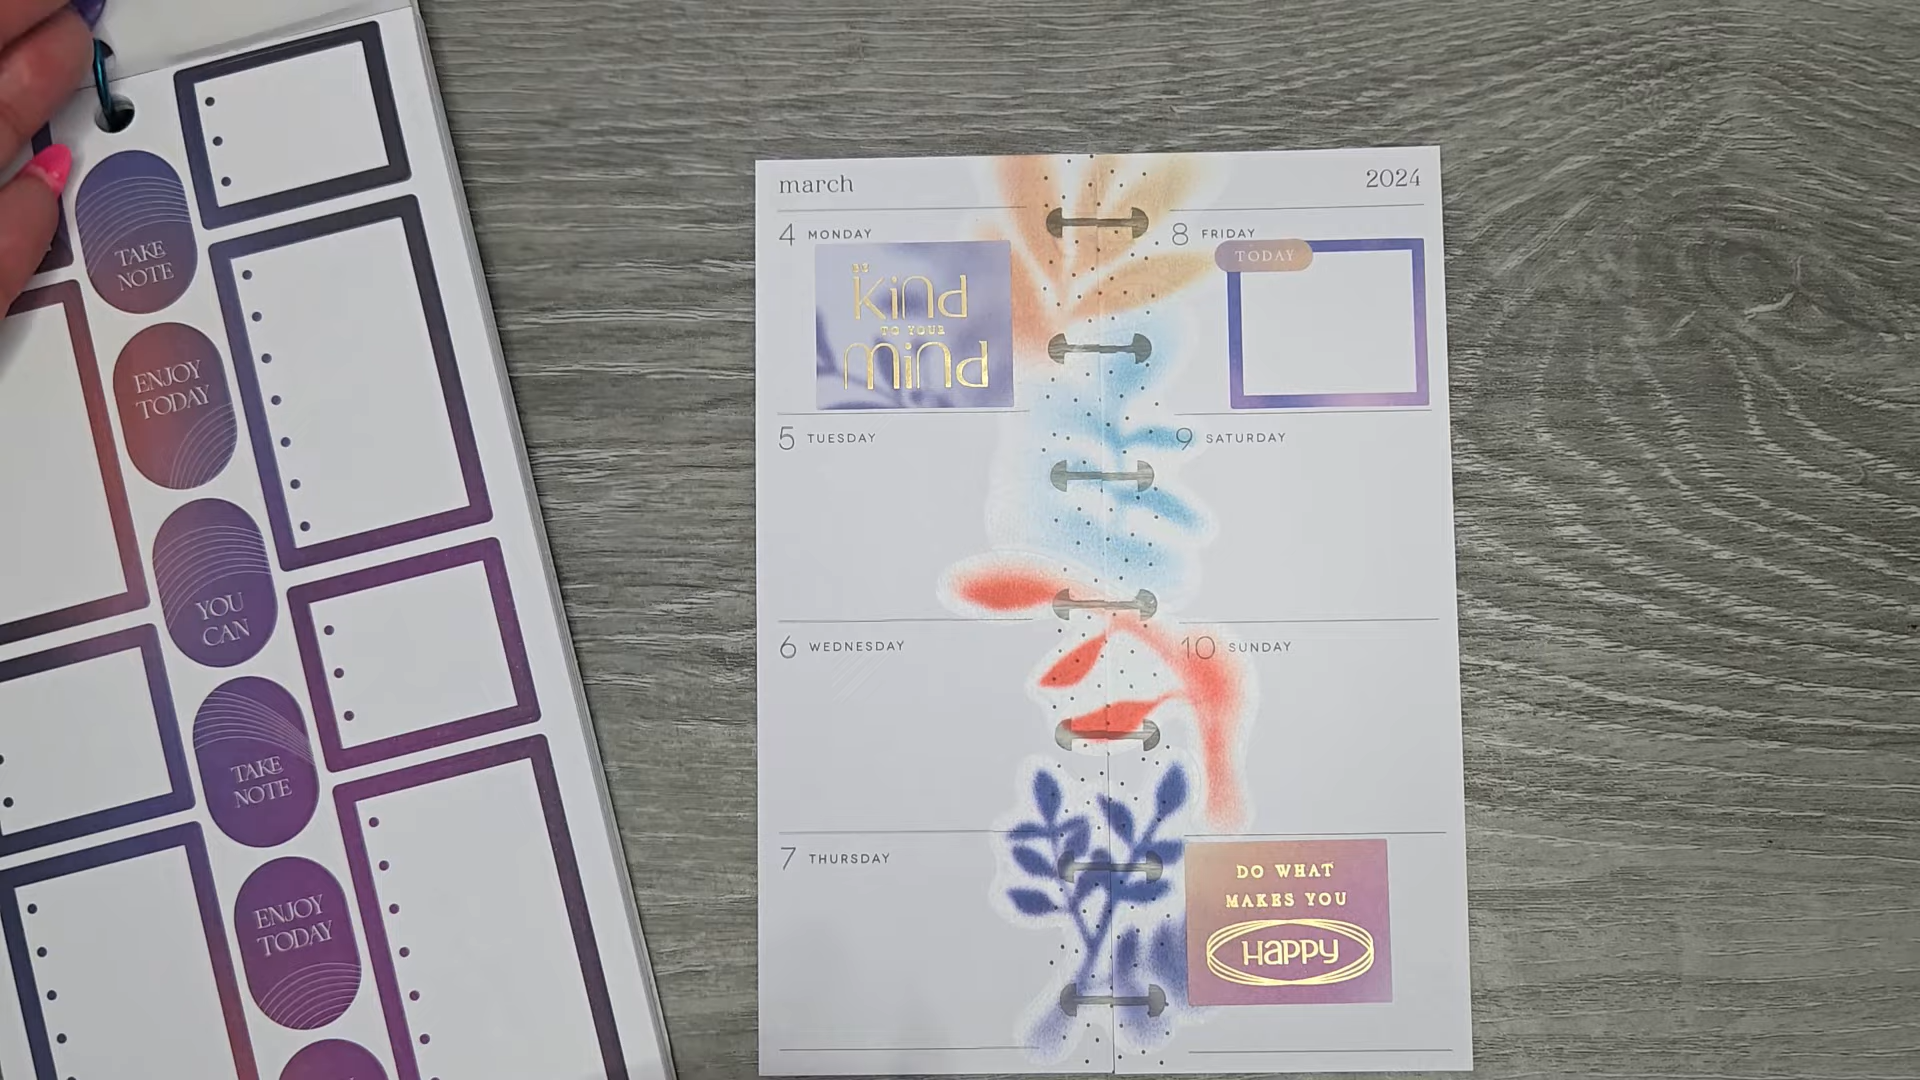 TAKE
NOTE
ENJOY
TODAY
YOU
CAN
TAKE
NOTE
ENJOY
TODAY
march
2024
4 MONDAY
BE
kind
TO YOUR
mind
5 TUESDAY
6 WEDNESDAY
7 THURSDAY
8 FRIDAY
TODAY
9 SATURDAY
10 SUNDAY
DO WHAT
MAKES YOU
HAPPY